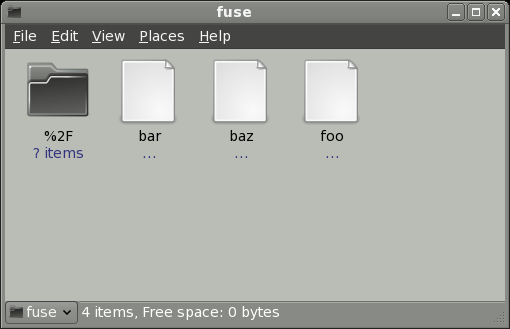 fuse
File Edit View Places Help
%2F bar baz foo
? items ... ... ...
fuse 4 items, Free space: 0 bytes